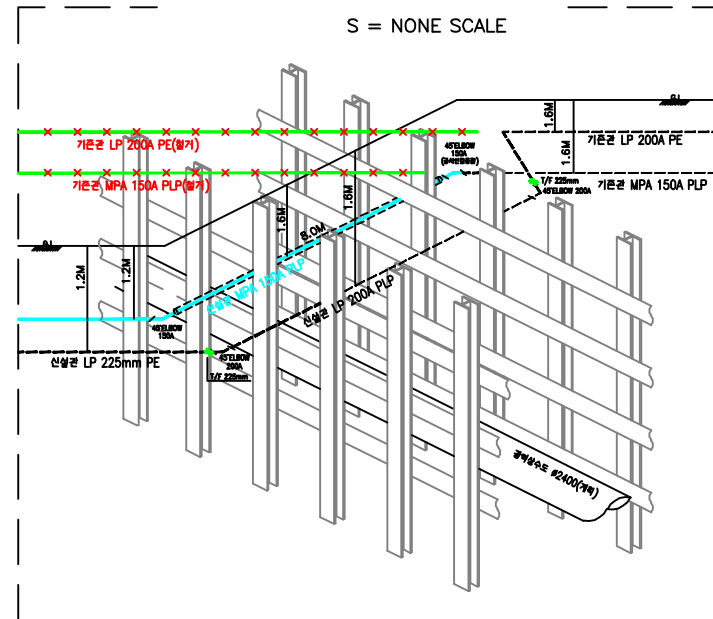 S = NONE SCALE
G.L
1.6M
기존관 LP 200A PE(철거)
기존관 LP 200A PE
45°ELBOW
150A
1.6M
기존관 MPA 150A PLP(철거)
T/F 225mm
45°ELBOW 200A
기존관 MPA 150A PLP
1.6M
1.6M
8.0M
G.L
1.2M
1.2M
신설관 MPA 150A PLP
신설관 LP 200A PLP
45°ELBOW
150A
신설관 LP 225mm PE
45°ELBOW
200A
T/F 225mm
광역상수도 Ø2400(계획)